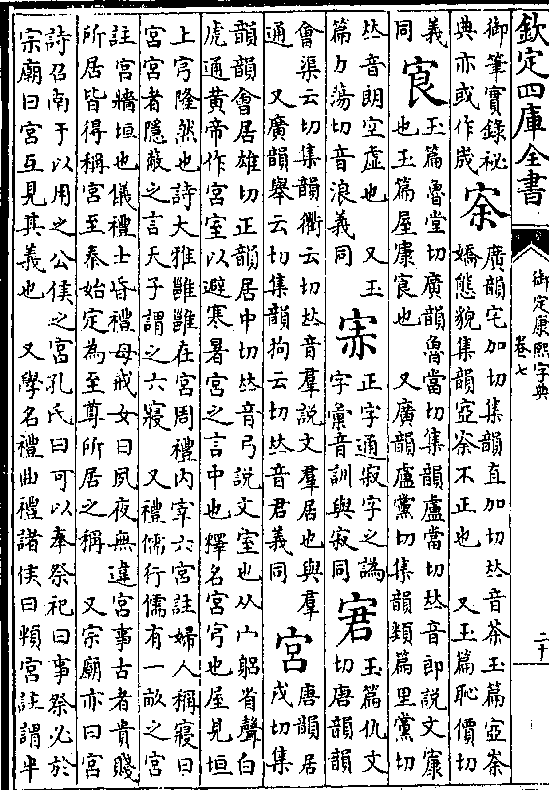 欽定四庫全書
御定康熙字典
卷七
二十
御筆實錄祕
典亦或作宬
廣韻宅加切集韻直加切𠀤音茶玉篇
嬌態貌集韻不正也　又玉篇恥價切
義
同
㝗
玉篇魯堂切廣韻魯當切集韻盧當切𠀤音郎說文康
也玉篇屋康㝗也　又廣韻盧黨切集韻類篇里黨切
𠀤音朗空虛也　又玉
篇力蕩切音浪義同
正字通寂字之譌
字彙音訓與寂同
宭
玉篇仇文
切唐韻韻
會渠云切集韻衢云切𠀤音羣說文羣居也與羣
通　又廣韻舉云切集韻拘云切𠀤音君義同
宮
唐韻居
戎切集
韻韻會居雄切正韻居中切𠀤音弓說文室也从宀躳省聲白
虎通黃帝作宮室以避寒暑宮之言中也釋名宮穹也屋見垣
上穹隆然也詩大雅雝雝在宮周禮內宰六宮註婦人稱寢曰
宮宮者隱蔽之言天子謂之六寢　又禮儒行儒有一畝之宮
註宮牆垣也儀禮士昏禮母戒女曰夙夜無違宮事古者貴賤
所居皆得稱宮至秦始定為至尊所居之稱　又宗廟亦曰宮
詩召南于以用之公侯之宮孔氏曰可以奉祭祀曰事祭必於
宗廟曰宮互見其義也　又學名禮曲禮諸侯曰頖宮註謂半